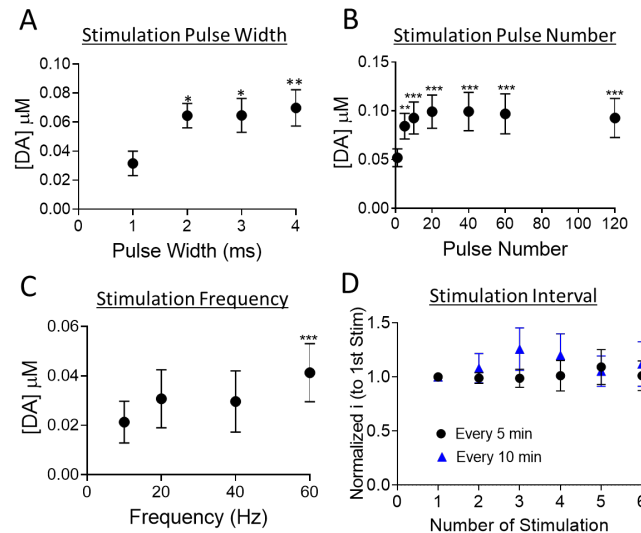 A
Stimulation Pulse Width
[DA] μM
0.10
0.08
0.06
0.04
0.02
0.00
*
*
**
0
1
2
3
4
Pulse Width (ms)
B
Stimulation Pulse Number
[DA] μM
0.15
0.10
0.05
0.00
**
***
***
***
***
***
0
20
40
60
80
100
120
Pulse Number
C
Stimulation Frequency
[DA] μM
0.06
0.04
0.02
0.00
***
0
20
40
60
Frequency (Hz)
D
Stimulation Interval
Normalized i (to 1st Stim)
1.5
1.0
0.5
0.0
Every 5 min
Every 10 min
0
1
2
3
4
5
6
Number of Stimulation